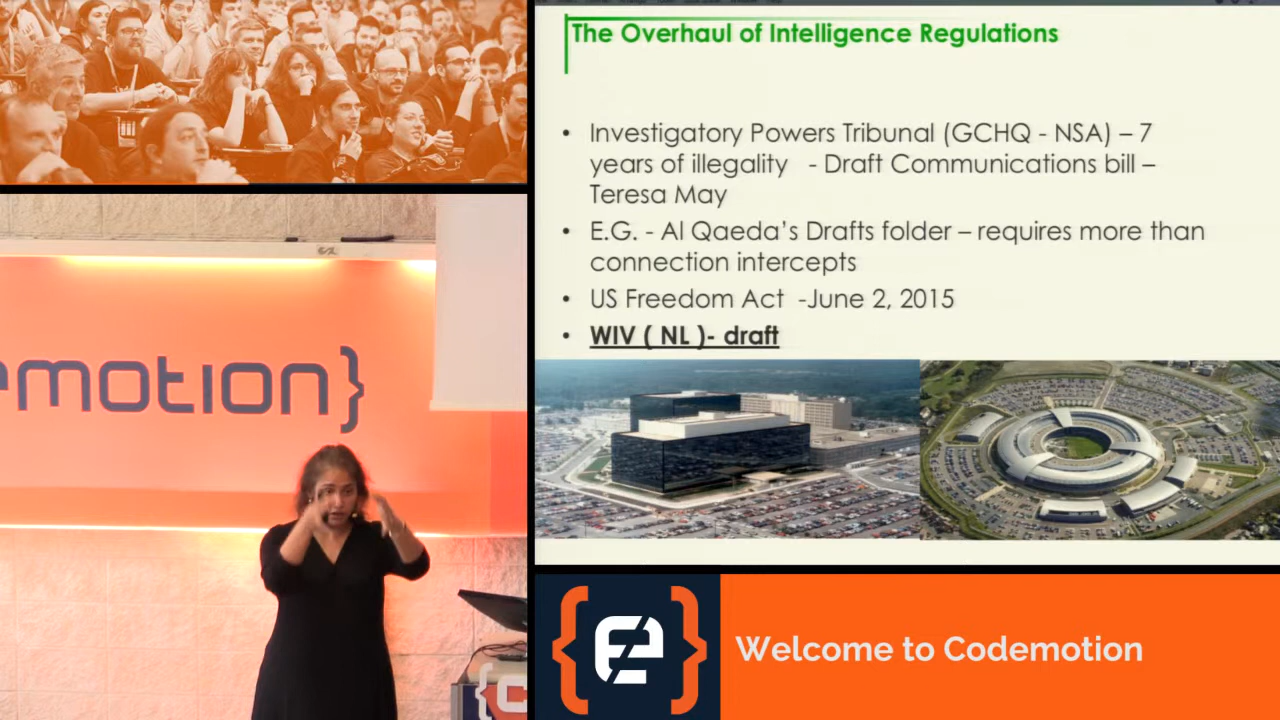 The Overhaul of Intelligence Regulations
• Investigatory Powers Tribunal (GCHQ - NSA) – 7
years of illegality - Draft Communications bill –
Teresa May
• E.G. - Al Qaeda's Drafts folder – requires more than
connection intercepts
• US Freedom Act -June 2, 2015
• WIV ( NL )- draft
emotion}
{e}
Welcome to Codemotion